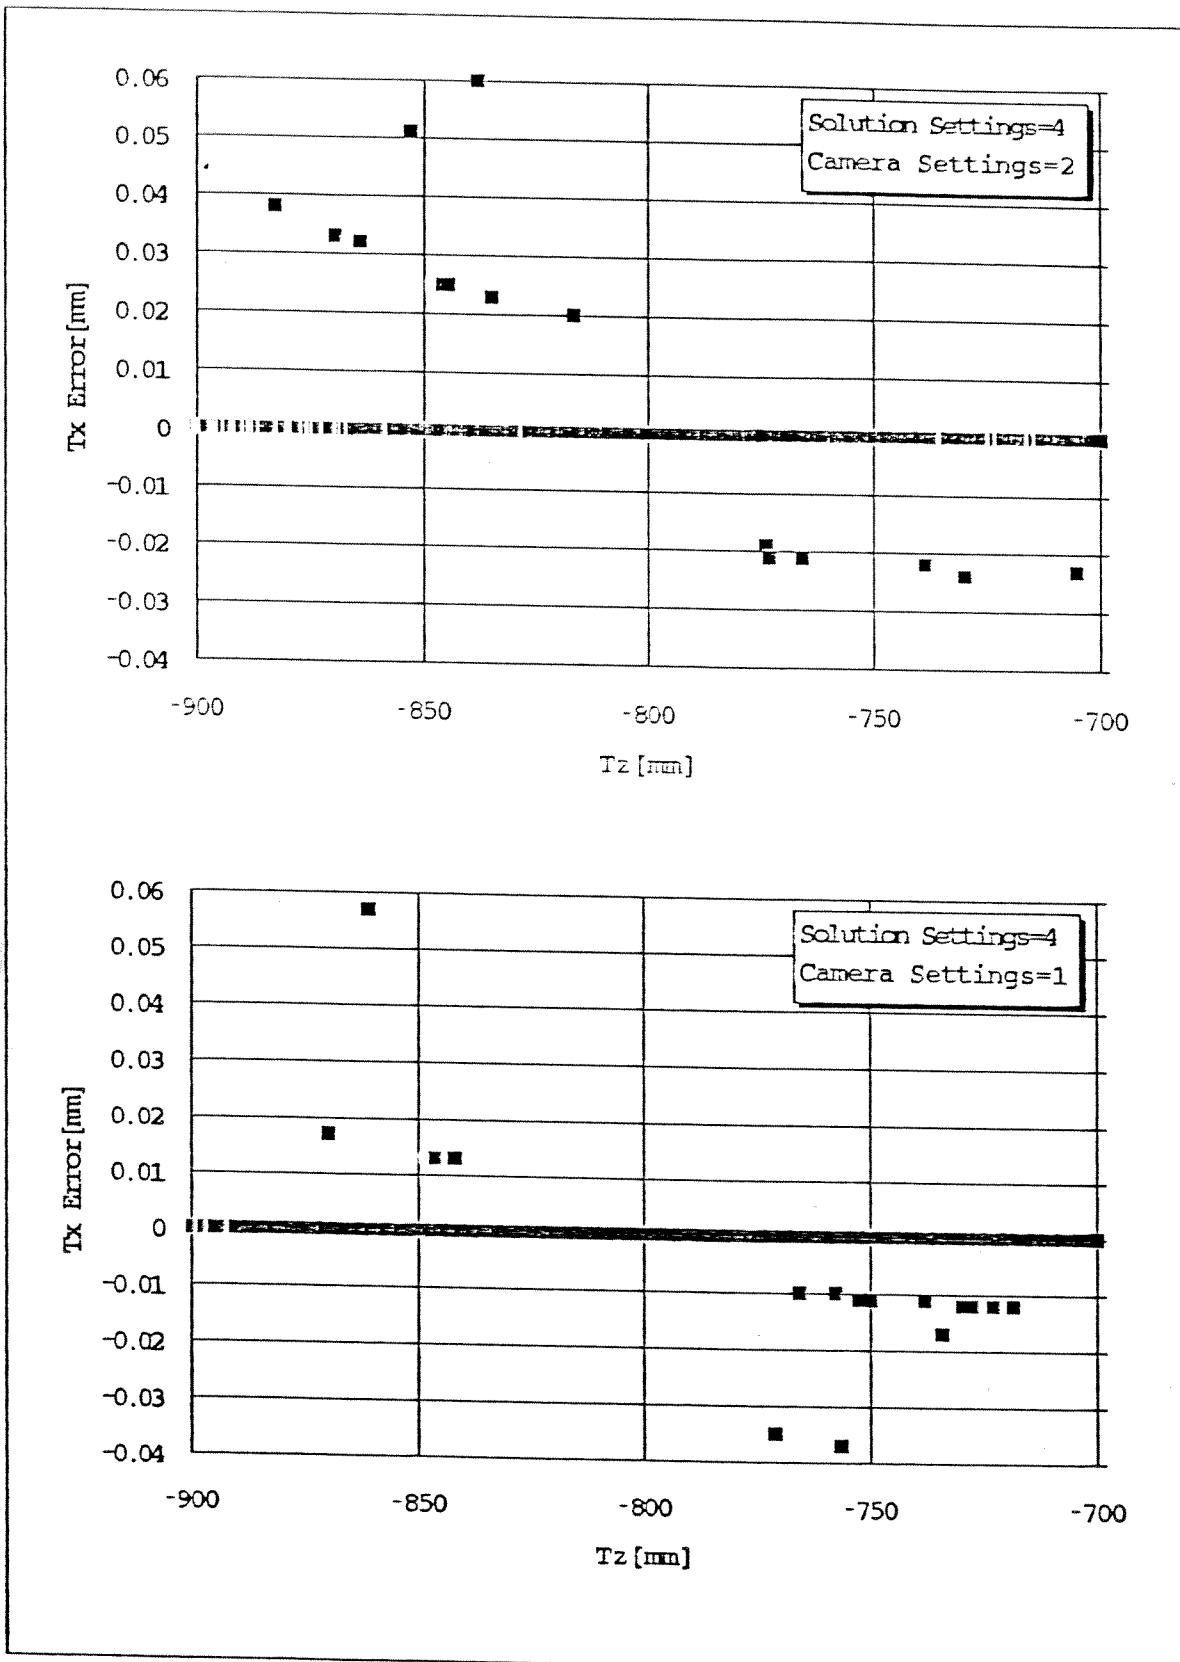 0.06
0.05
0.04
0.03
0.02
0.01
0
-0.01
-0.02
-0.03
-0.04
Tx Error[mm]
Solution Settings=4
Camera Settings=2
-900 -850 -800 -750 -700
Tz[mm]
0.06
0.05
0.04
0.03
0.02
0.01
0
-0.01
-0.02
-0.03
-0.04
Tx Error[mm]
Solution Settings=4
Camera Settings=1
-900 -850 -800 -750 -700
Tz[mm]